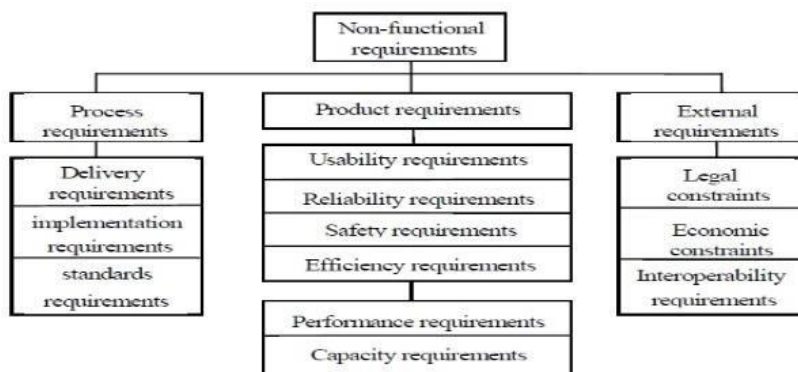 Non-functional
requirements
Process
requirements
Product requirements
External
requirements
Delivery
requirements
implementation
requirements
standards
requirements
Usability requirements
Reliability requirements
Safety requirements
Efficiency requirements
Performance requirements
Capacity requirements
Legal
constraints
Economic
constraints
Interoperability
requirements